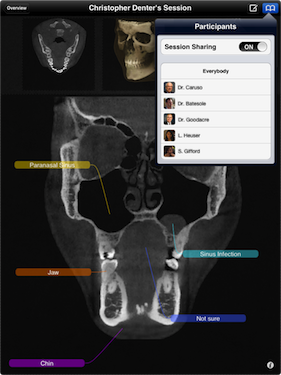 Overview
Christopher Denter's Session
Participants
Session Sharing
ON
Everybody
Dr. Caruso
Dr. Batesole
Dr. Goodacre
L. Heuser
S. Gifford
Paranasal Sinus
Sinus Infection
Jaw
Not sure
Chin